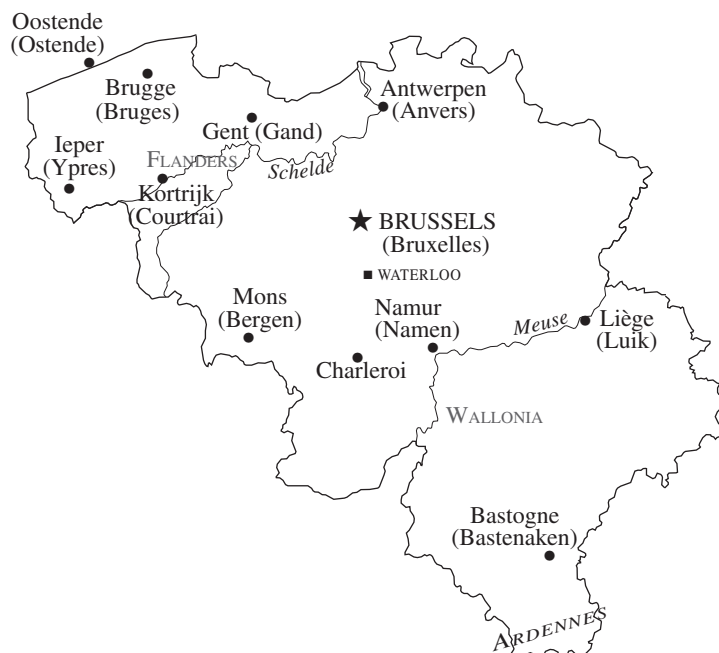 Oostende
(Ostende)
Brugge
(Bruges)
Antwerpen
(Anvers)
Gent (Gand)
Ieper
(Ypres)
FLANDERS
Schelde
Kortrijk
(Courtrai)
BRUSSELS
(Bruxelles)
WATERLOO
Mons
(Bergen)
Namur
(Namen)
Meuse
Liège
(Luik)
Charleroi
WALLONIA
Bastogne
(Bastenaken)
ARDENNES